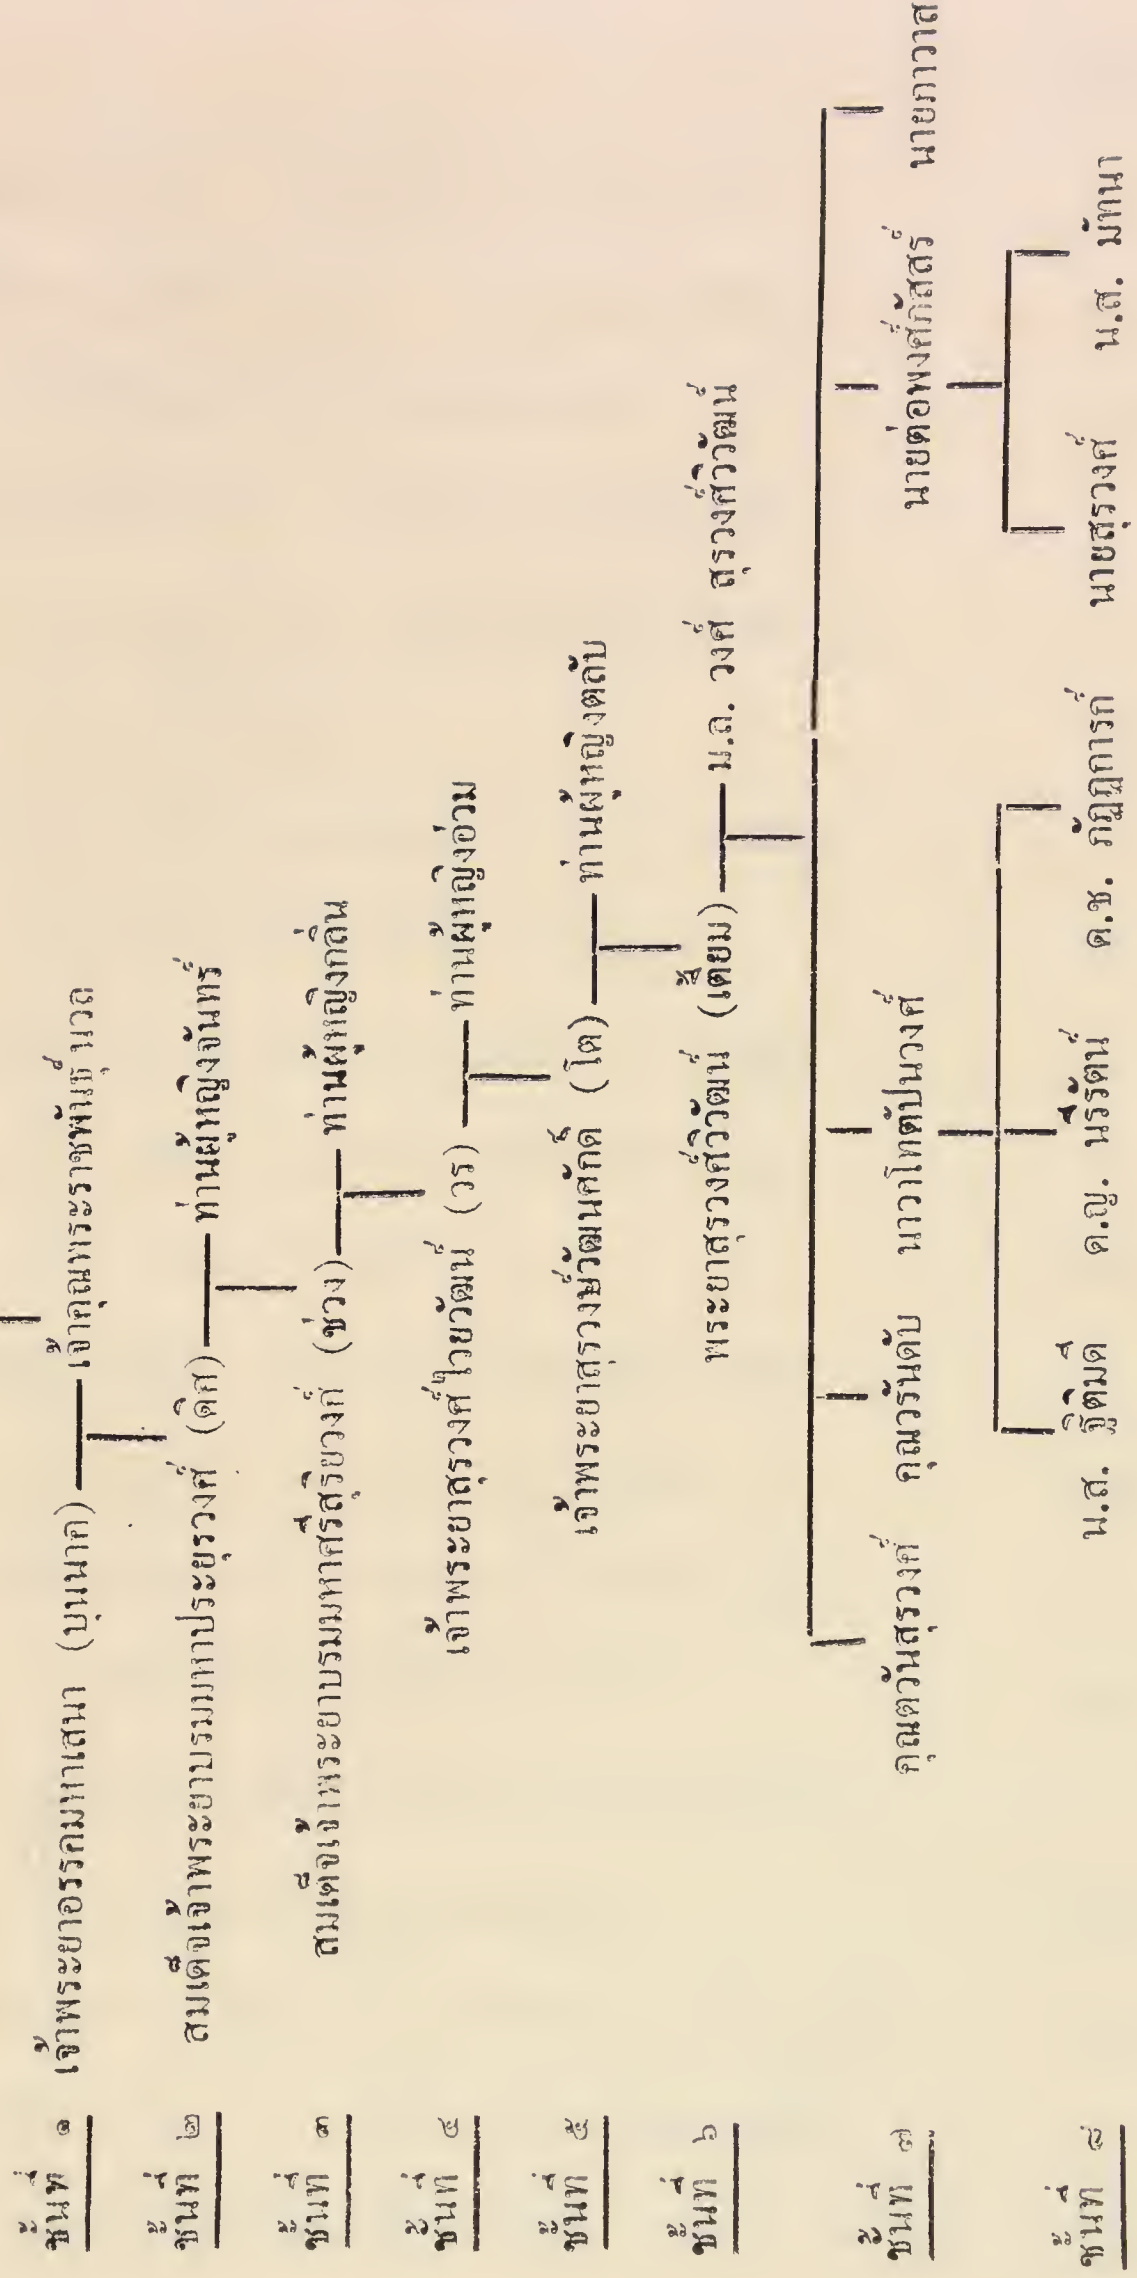 ชั้นที่ ๑ เจ้าพระยาอรรคมหาเสนา (บุนนาค) เจ้าคุณพระราชพันธุ์ นวล
ชั้นที่ ๒ สมเด็จเจ้าพระยาบรมมหาประยุรวงศ์ (ดิศ) ท่านผู้หญิงจันทร์
ชั้นที่ ๓ สมเด็จเจ้าพระยาบรมมหาศรีสุริยวงศ์ (ช่วง) ท่านผู้หญิงกลิ่น
ชั้นที่ ๔ เจ้าพระยาสุรวงศ์ไวยวัฒน์ (วร) ท่านผู้หญิงอ่วม
ชั้นที่ ๕ เจ้าพระยาสุรวงษ์วัฒนศักดิ์ (โต) ท่านผู้หญิงตลับ
ชั้นที่ ๖ พระยาสุรวงศ์วิวัฒน์ (เตี้ยม) ม.ล. วงศ์ สุรวงศ์วิวัฒน์
ชั้นที่ ๗ คุณตวันสุรวงศ์ คุณวรันดับ นาวาโทตปนวงศ์ นายต่อพงศ์ภัสสร์ นายภาวาส
ชั้นที่ ๘ น.ส. ฐิติมดี ด.ญ. นรีรัตน์ ด.ช. ภัฏฏการก์ นายสุรวงศ์ น.ส. มัทนา